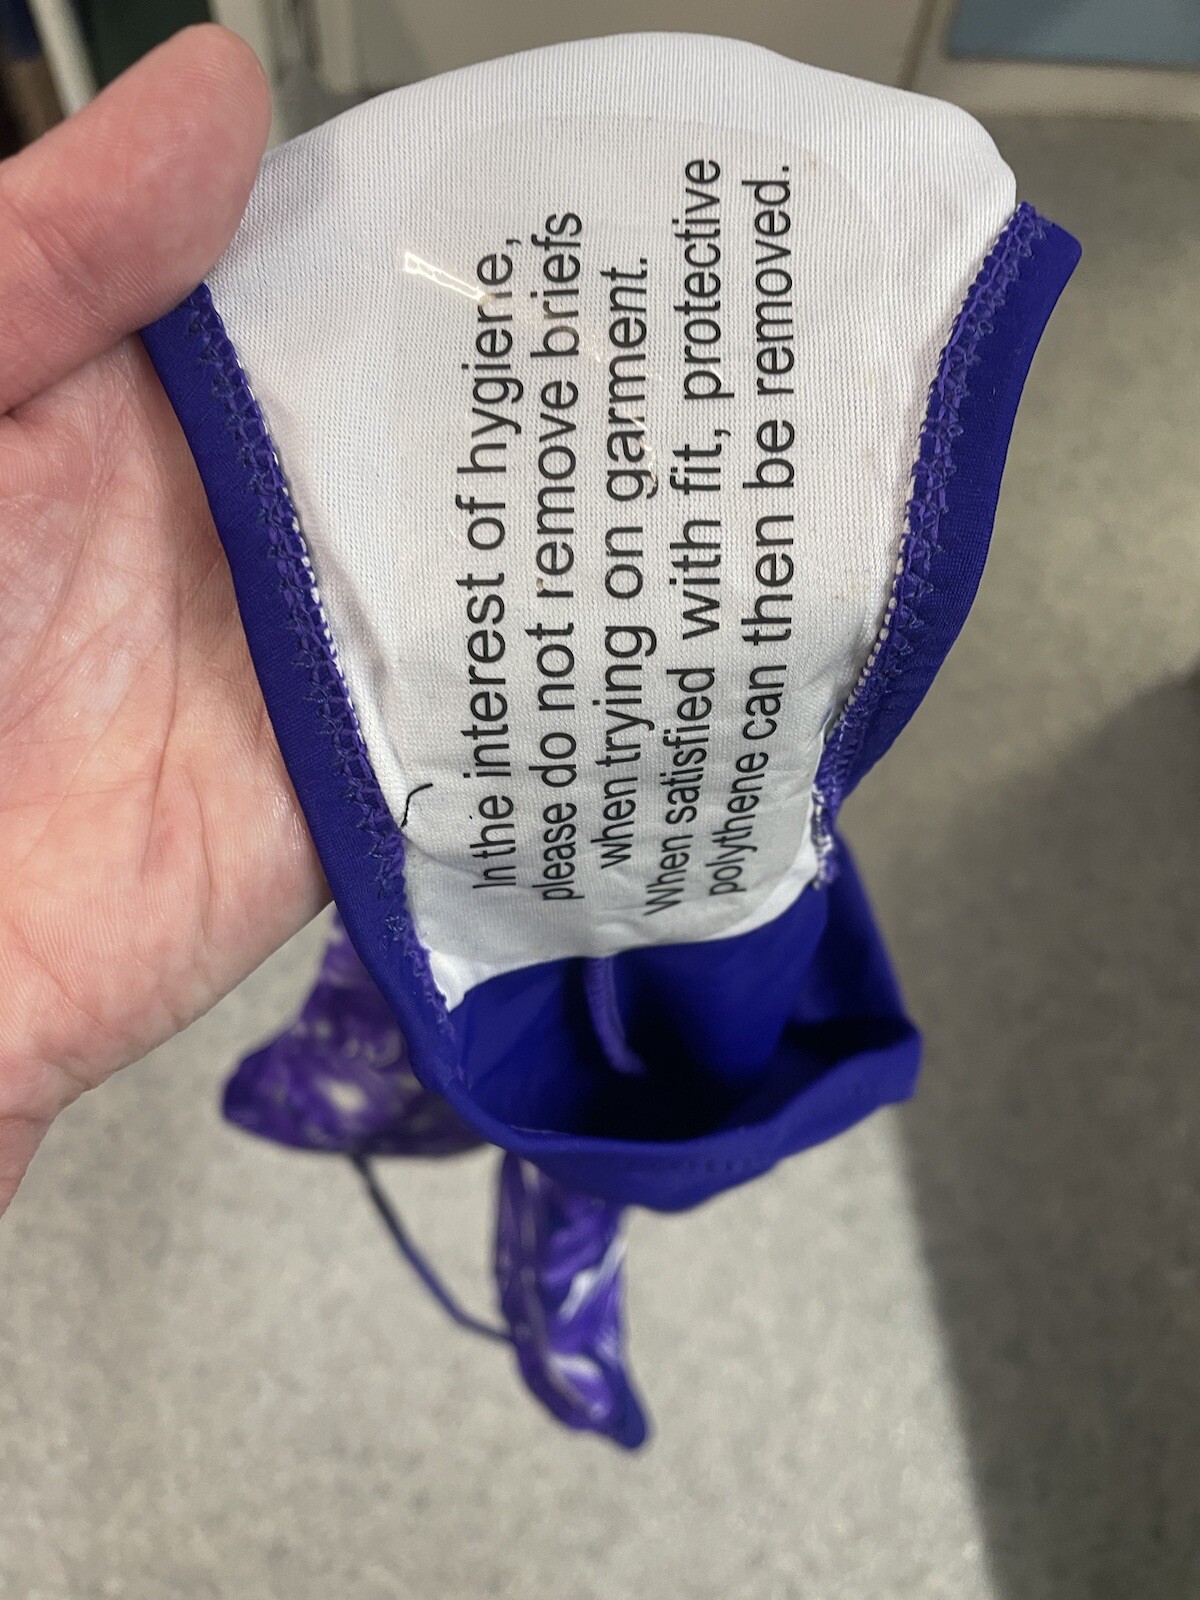 In the interest of hygiene,
please do not remove briefs
when trying on garment.
When satisfied with fit, protective
polythene can then be removed.